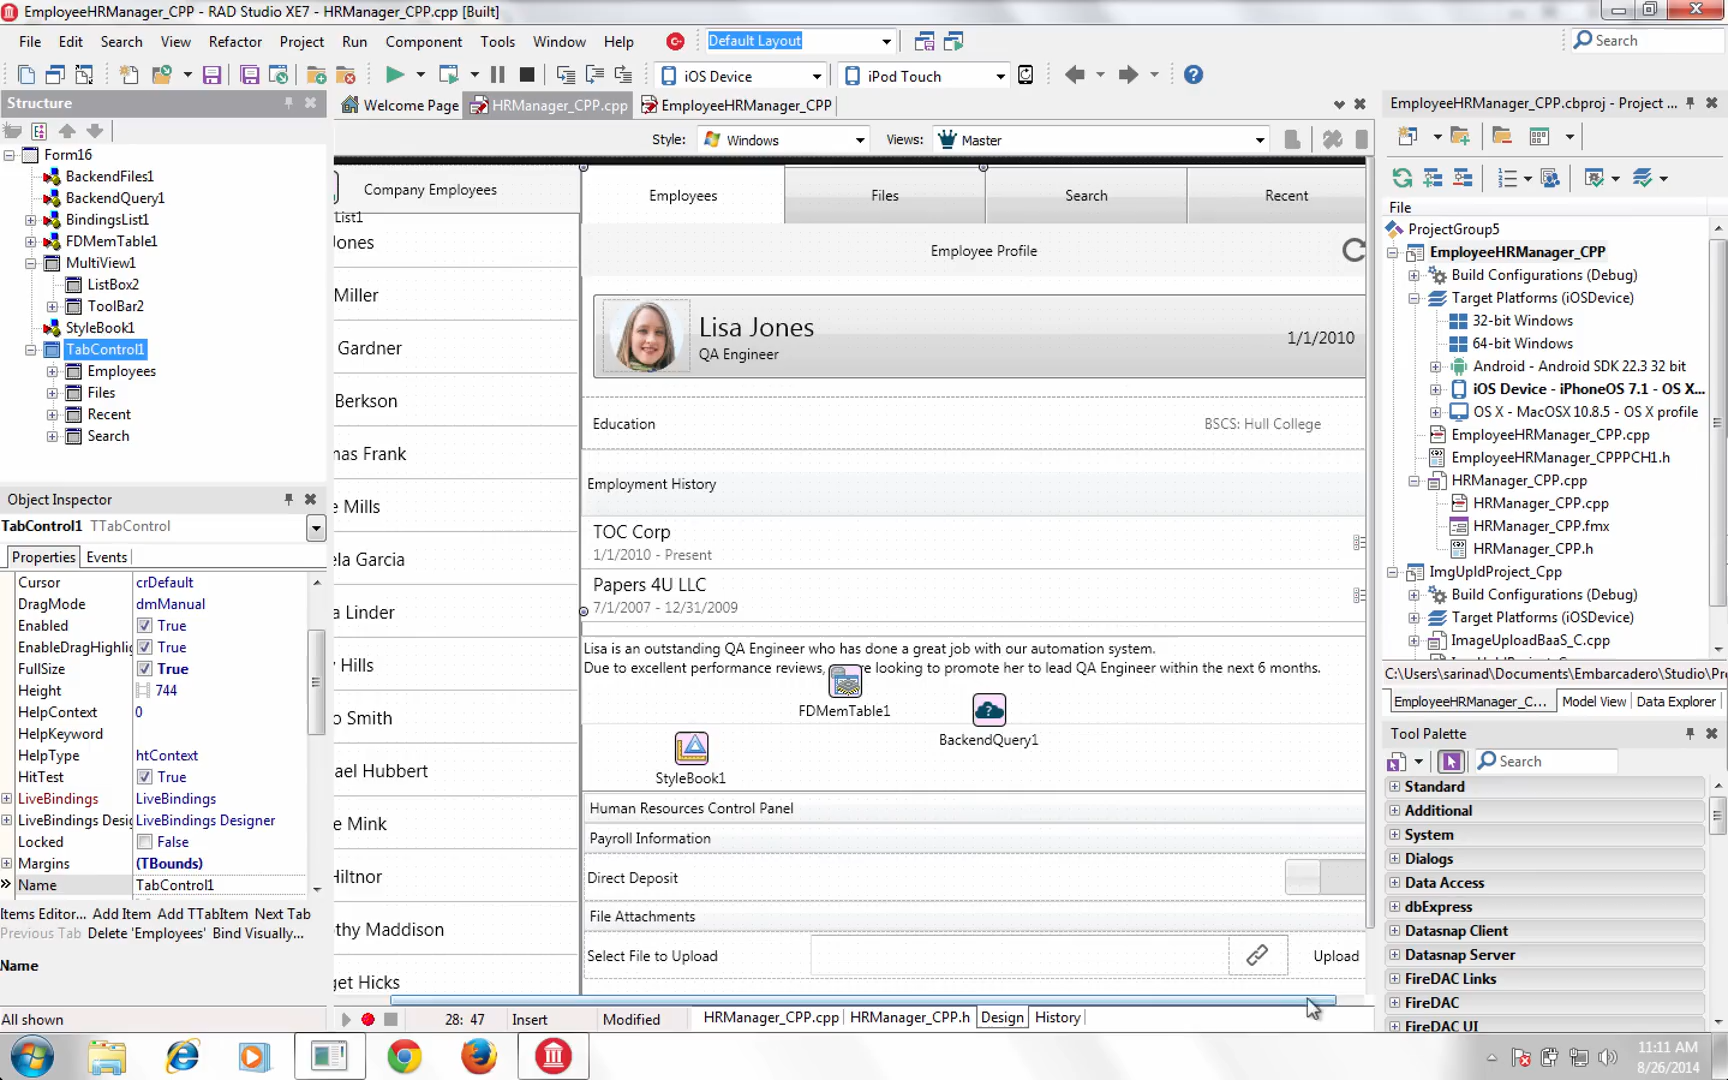 EmployeeHRManager_CPP - RAD Studio XE7 - HRManager_CPP.cpp [Built]
File Edit Search View Refactor Project Run Component Tools Window Help Default Layout Search
iOS Device iPod Touch
Structure
Welcome Page HRManager_CPP.cpp EmployeeHRManager_CPP
EmployeeHRManager_CPP.cbproj - Project ...
Style: Windows Views: Master
Form16
BackendFiles1
BackendQuery1
BindingsList1
FDMemTable1
MultiView1
ListBox2
ToolBar2
StyleBook1
TabControl1
Employees
Files
Recent
Search
Object Inspector
TabControl1 TTabControl
Properties Events
Cursor crDefault
DragMode dmManual
Enabled True
EnableDragHighli True
FullSize True
Height 744
HelpContext 0
HelpKeyword
HelpType htContext
HitTest True
LiveBindings LiveBindings
LiveBindings Desi LiveBindings Designer
Locked False
Margins (TBounds)
Name TabControl1
Items Editor... Add Item Add TTabItem Next Tab
Previous Tab Delete 'Employees' Bind Visually...
Name
All shown
Company Employees
List1
Jones
Miller
Gardner
Berkson
nas Frank
e Mills
ela Garcia
a Linder
y Hills
o Smith
ael Hubbert
e Mink
Hiltnor
thy Maddison
get Hicks
Employees Files Search Recent
Employee Profile
Lisa Jones
QA Engineer
1/1/2010
Education BSCS: Hull College
Employment History
TOC Corp
1/1/2010 - Present
Papers 4U LLC
7/1/2007 - 12/31/2009
Lisa is an outstanding QA Engineer who has done a great job with our automation system.
Due to excellent performance reviews, re looking to promote her to lead QA Engineer within the next 6 months.
FDMemTable1
BackendQuery1
StyleBook1
Human Resources Control Panel
Payroll Information
Direct Deposit
File Attachments
Select File to Upload Upload
28: 47 Insert Modified HRManager_CPP.cpp HRManager_CPP.h Design History
File
ProjectGroup5
EmployeeHRManager_CPP
Build Configurations (Debug)
Target Platforms (iOSDevice)
32-bit Windows
64-bit Windows
Android - Android SDK 22.3 32 bit
iOS Device - iPhoneOS 7.1 - OS X...
OS X - MacOSX 10.8.5 - OS X profile
EmployeeHRManager_CPP.cpp
EmployeeHRManager_CPPPCH1.h
HRManager_CPP.cpp
HRManager_CPP.cpp
HRManager_CPP.fmx
HRManager_CPP.h
ImgUpldProject_Cpp
Build Configurations (Debug)
Target Platforms (iOSDevice)
ImageUploadBaaS_C.cpp
C:\Users\sarinad\Documents\Embarcadero\Studio\Pr
EmployeeHRManager_C... Model View Data Explorer
Tool Palette
Search
Standard
Additional
System
Dialogs
Data Access
dbExpress
Datasnap Client
Datasnap Server
FireDAC Links
FireDAC
FireDAC UI
11:11 AM
8/26/2014